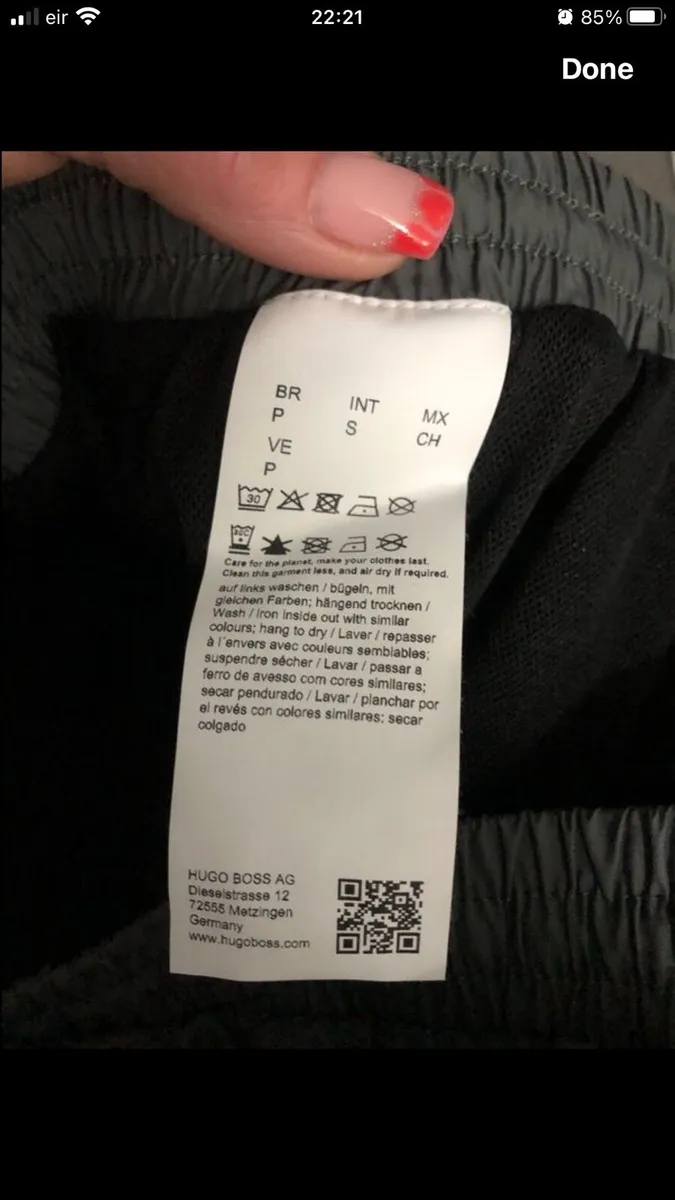 eir 22:21 85%
Done
BR INT MX
P S CH
VE
P
30
30C
Care for the planet, make your clothes last.
Clean this garment less, and air dry if required.
auf links waschen / bügeln, mit
gleichen Farben; hängend trocknen /
Wash / Iron inside out with similar
colours; hang to dry / Laver / repasser
à l'envers avec couleurs semblables;
suspendre sécher / Lavar / passar a
ferro de avesso com cores similares;
secar pendurado / Lavar / planchar por
el revés con colores similares; secar
colgado
HUGO BOSS AG
Dieselstrasse 12
72555 Metzingen
Germany
www.hugoboss.com